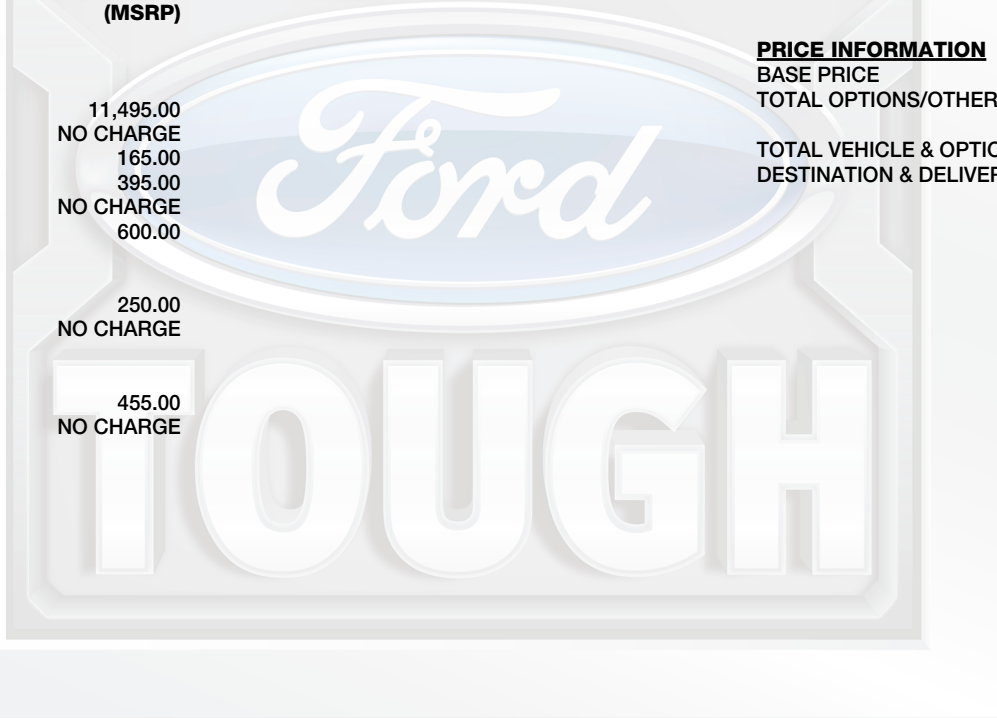 (MSRP)
11,495.00
NO CHARGE
165.00
395.00
NO CHARGE
600.00
250.00
NO CHARGE
455.00
NO CHARGE
PRICE INFORMATION
BASE PRICE
TOTAL OPTIONS/OTHER
TOTAL VEHICLE & OPTIO
DESTINATION & DELIVER
Ford
TOUGH